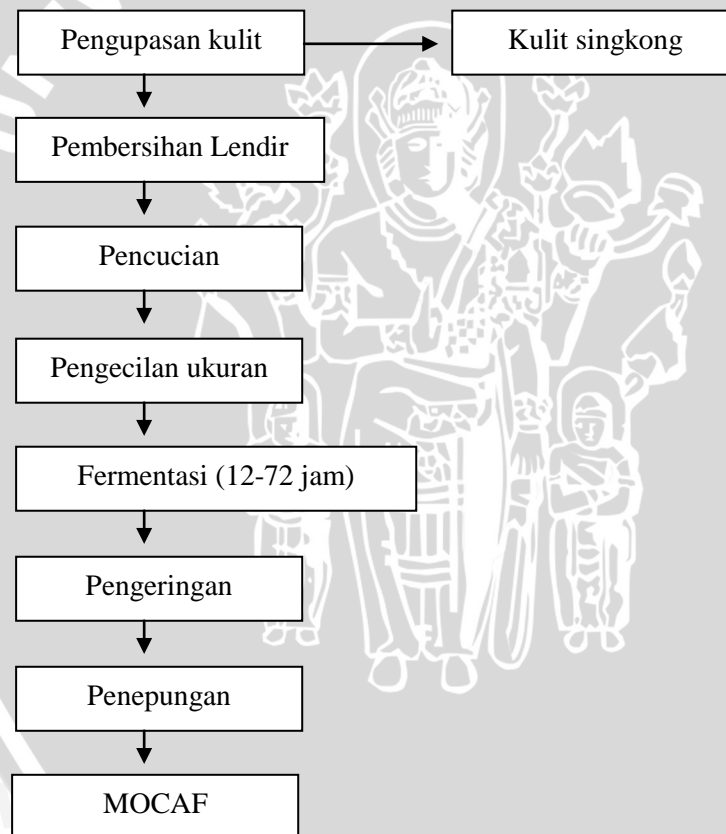 Pengupasan kulit
Kulit singkong
Pembersihan Lendir
Pencucian
Pengecilan ukuran
Fermentasi (12-72 jam)
Pengeringan
Penepungan
MOCAF